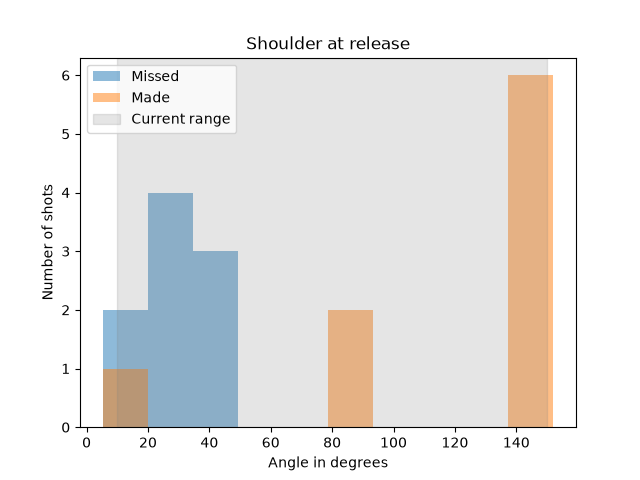 Shoulder at release
Missed
Made
Current range
Number of shots
6
5
4
3
2
1
0
0 20 40 60 80 100 120 140
Angle in degrees